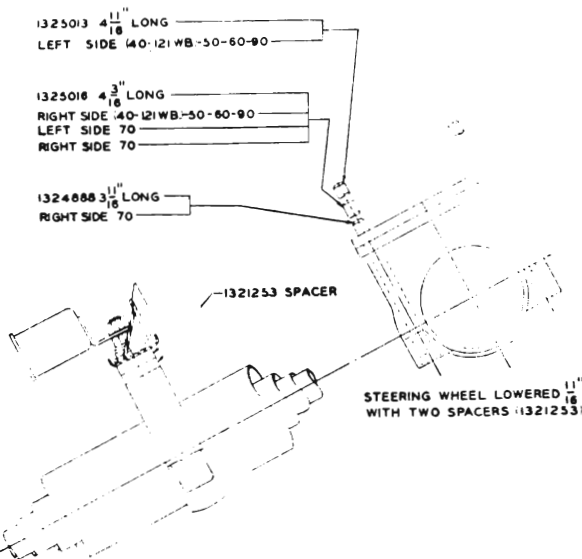 1325013 4 11/16" LONG
LEFT SIDE (40-121 WB.-50-60-90
1325016 4 3/16" LONG
RIGHT SIDE (40-121 WB.-50-60-90
LEFT SIDE 70
RIGHT SIDE 70
1324888 3 11/16" LONG
RIGHT SIDE 70
1321253 SPACER
STEERING WHEEL LOWERED 11/16"
WITH TWO SPACERS (1321253)